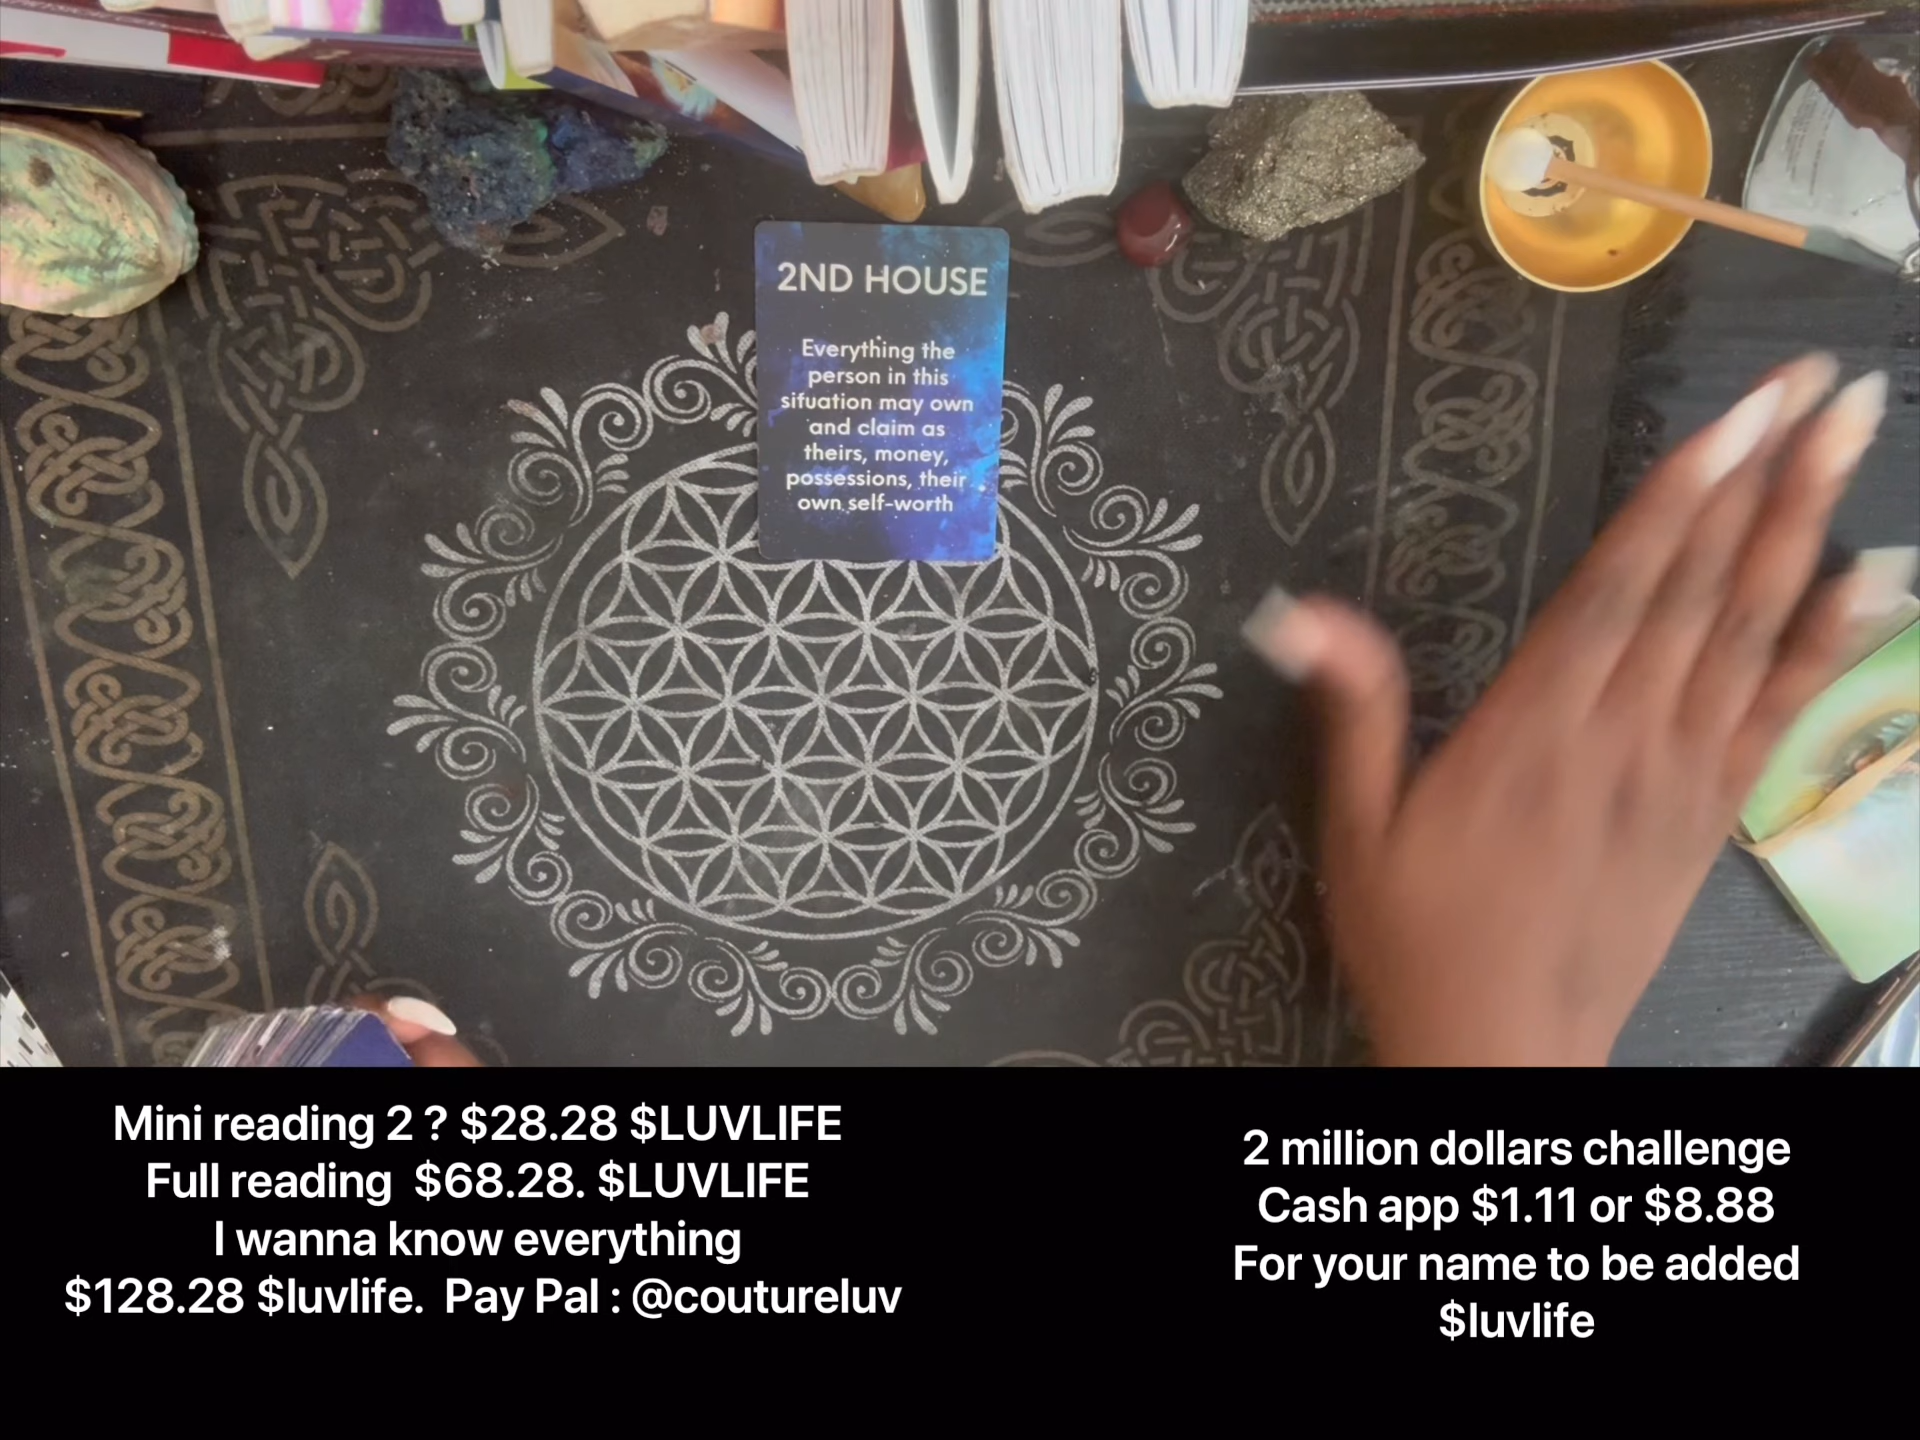 2ND HOUSE
Everything the
person in this
situation may own
and claim as
theirs, money,
possessions, their
own self-worth
Mini reading 2 ? $28.28 $LUVLIFE
Full reading $68.28. $LUVLIFE
I wanna know everything
$128.28 $luvlife. Pay Pal : @coutureluv
2 million dollars challenge
Cash app $1.11 or $8.88
For your name to be added
$luvlife